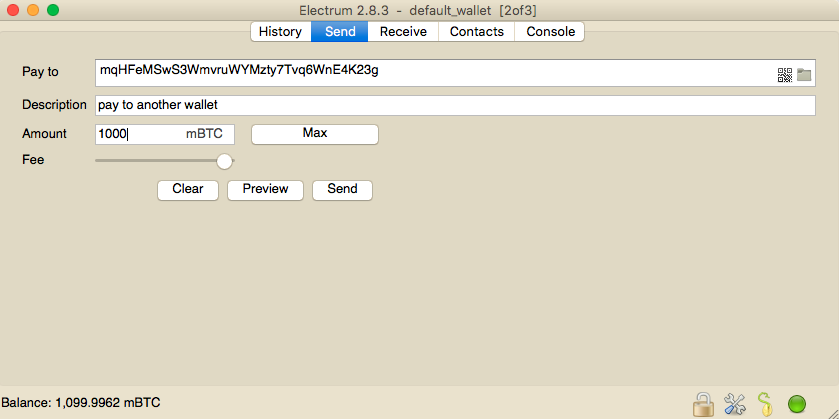 Electrum 2.8.3 - default_wallet [2of3]
History Send Receive Contacts Console
Pay to mqHFeMSwS3WmvruWYMzty7Tvq6WnE4K23g
Description pay to another wallet
Amount 1000 mBTC Max
Fee
Clear Preview Send
Balance: 1,099.9962 mBTC